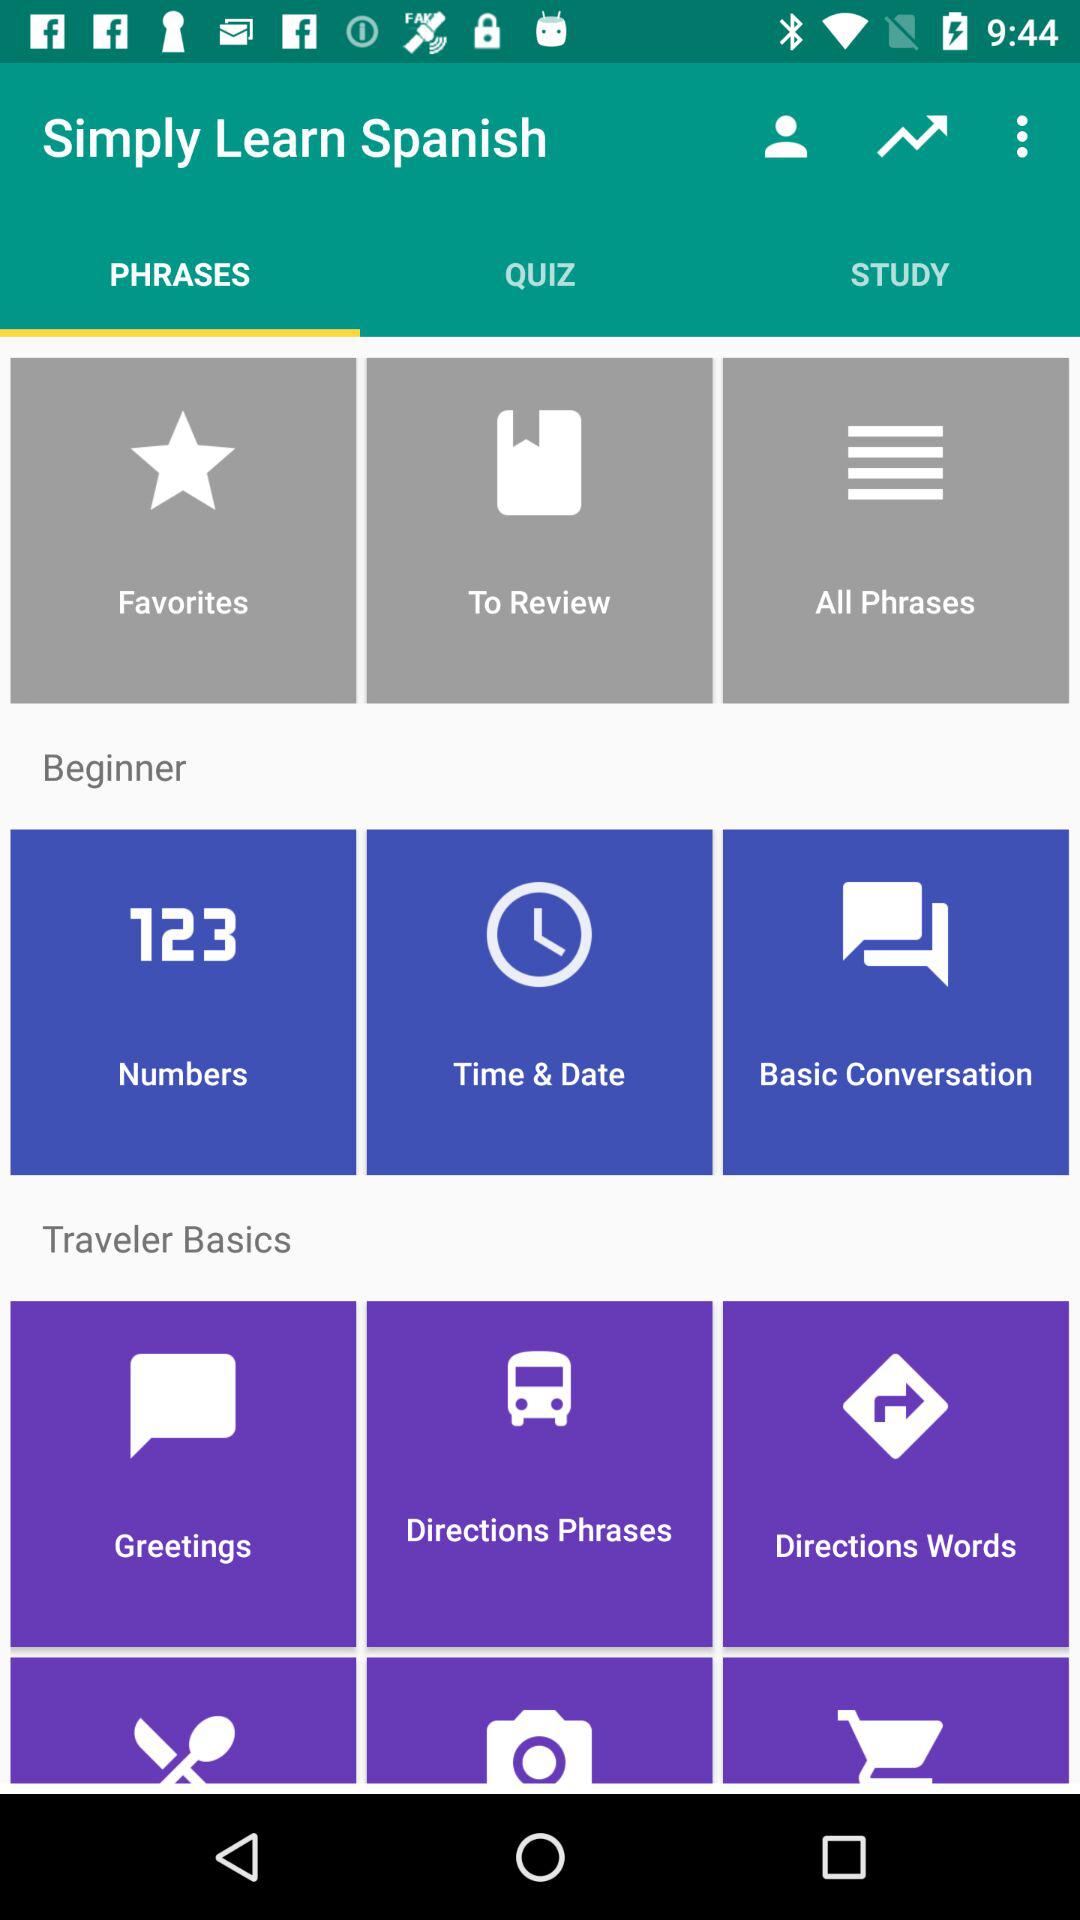 FAKE
9:44
Simply Learn Spanish
PHRASES
QUIZ
STUDY
Favorites
To Review
All Phrases
Beginner
123
Numbers
Time & Date
Basic Conversation
Traveler Basics
Greetings
Directions Phrases
Directions Words